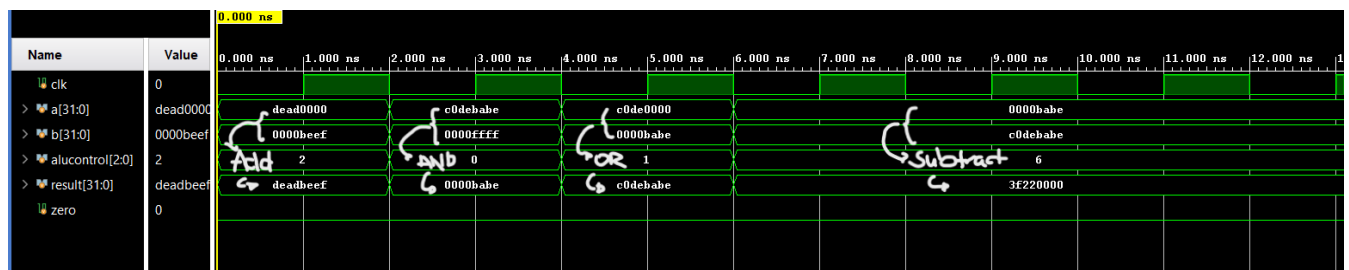 0.000 ns
Name Value 0.000 ns 1.000 ns 2.000 ns 3.000 ns 4.000 ns 5.000 ns 6.000 ns 7.000 ns 8.000 ns 9.000 ns 10.000 ns 11.000 ns 12.000 ns 1
clk 0
> a[31:0] dead0000 dead0000 c0debabe c0de0000 0000babe
> b[31:0] 0000beef 0000beef 0000ffff 0000babe c0debabe
> alucontrol[2:0] 2 Add 2 AND 0 OR 1 Subtract 6
> result[31:0] deadbeef deadbeef 0000babe c0debabe 3f220000
zero 0